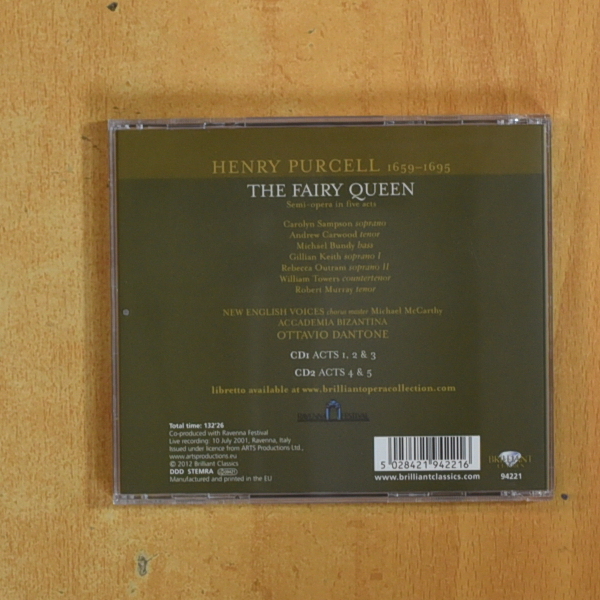 HENRY PURCELL 1659–1695
THE FAIRY QUEEN
Semi-opera in five acts
Carolyn Sampson soprano
Andrew Carwood tenor
Michael Bundy bass
Gillian Keith soprano I
Rebecca Outram soprano II
William Towers countertenor
Robert Murray tenor
NEW ENGLISH VOICES chorus master Michael McCarthy
ACCADEMIA BIZANTINA
OTTAVIO DANTONE
CD1 ACTS 1, 2 & 3
CD2 ACTS 4 & 5
libretto available at www.brilliantoperacollection.com
Total time: 132'26
Co-produced with Ravenna Festival
Live recording: 10 July 2001, Ravenna, Italy
Issued under licence from ARTS Productions Ltd.,
www.artsproductions.eu
© 2012 Brilliant Classics
DDD STEMRA
Manufactured and printed in the EU
5 028421 942216
www.brilliantclassics.com
BRILLIANT
94221